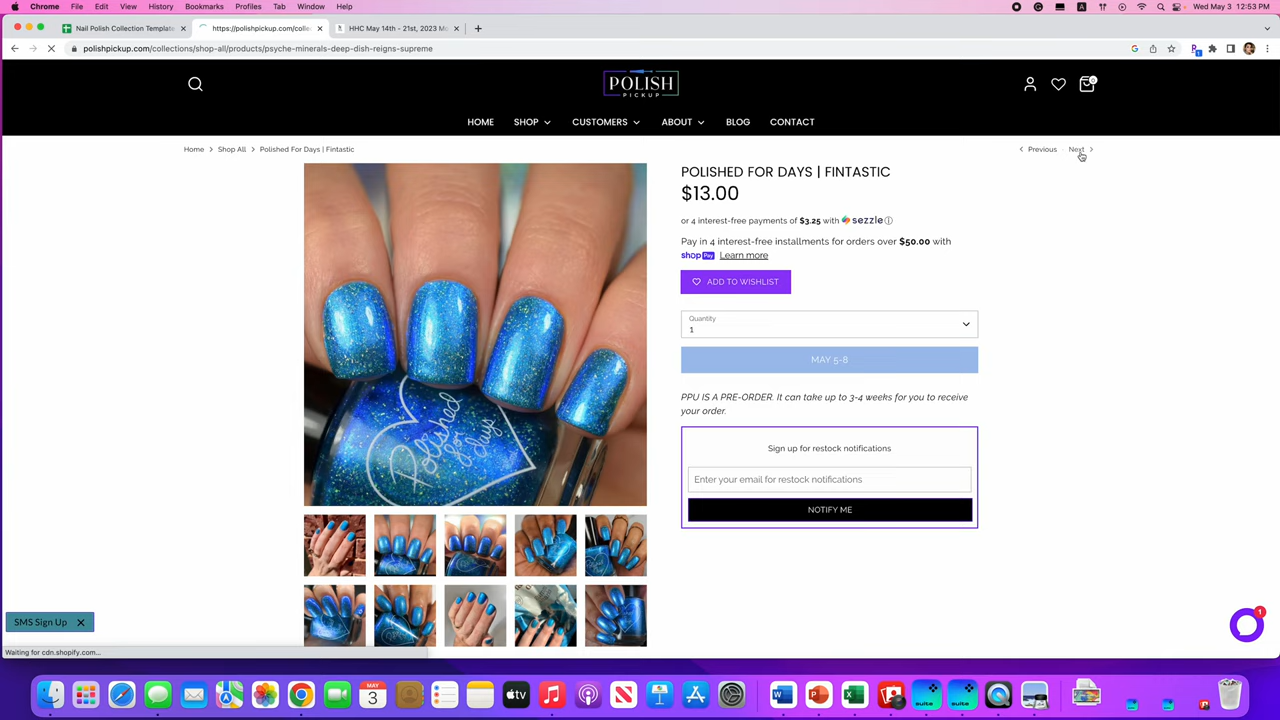 Chrome File Edit View History Bookmarks Profiles Tab Window Help
Wed May 3 12:53 PM
Nail Polish Collection Template
https://polishpickup.com/colle
HHC May 14th - 21st, 2023 M
polishpickup.com/collections/shop-all/products/psyche-minerals-deep-dish-reigns-supreme
POLISH
PICKUP
0
HOME SHOP CUSTOMERS ABOUT BLOG CONTACT
Home > Shop All > Polished For Days | Fintastic
< Previous · Next >
POLISHED FOR DAYS | FINTASTIC
$13.00
or 4 interest-free payments of $3.25 with sezzle
Pay in 4 interest-free installments for orders over $50.00 with
shop Pay Learn more
ADD TO WISHLIST
Quantity
1
MAY 5-8
PPU IS A PRE-ORDER. It can take up to 3-4 weeks for you to receive
your order.
Sign up for restock notifications
Enter your email for restock notifications
NOTIFY ME
Polished
for
days
SMS Sign Up
1
Waiting for cdn.shopify.com...
MAY
3
tv